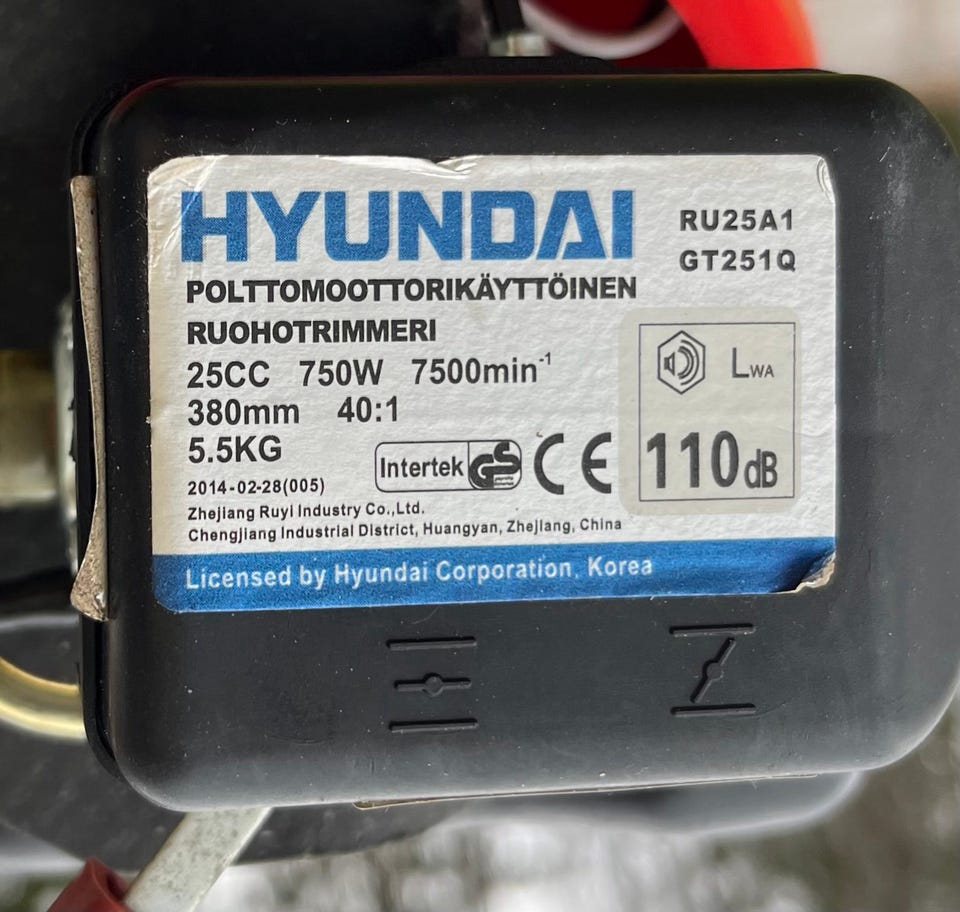 HYUNDAI
RU25A1
GT251Q
POLTTOMOOTTORIKÄYTTÖINEN
RUOHOTRIMMERI
25CC 750W 7500min-1
380mm 40:1
5.5KG
Intertek GS CE
LWA
110dB
2014-02-28(005)
Zhejiang Ruyi Industry Co.,Ltd.
Chengjiang Industrial District, Huangyan, Zhejiang, China
Licensed by Hyundai Corporation, Korea